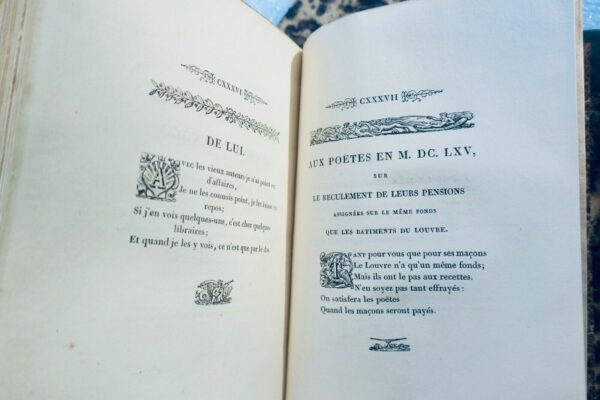 CXXXVI
DE LUI.
AVEC les vieux auteurs je n'ai point
d'affaires,
Je ne les connois point, je les laisse en
repos;
Si j'en vois quelques-uns, c'est chez quelques
libraires;
Et quand je les y vois, ce n'est que par le dos.
CXXXVII
AUX POËTES EN M. DC. LXV,
SUR
LE RECULEMENT DE LEURS PENSIONS
ASSIGNÉES SUR LE MÊME FONDS
QUE LES BATIMENTS DU LOUVRE.
TANT pour vous que pour ses maçons
Le Louvre n'a qu'un même fonds;
Mais ils ont le pas aux recettes.
N'en soyez pas tant effrayés:
On satisfera les poëtes
Quand les maçons seront payés.